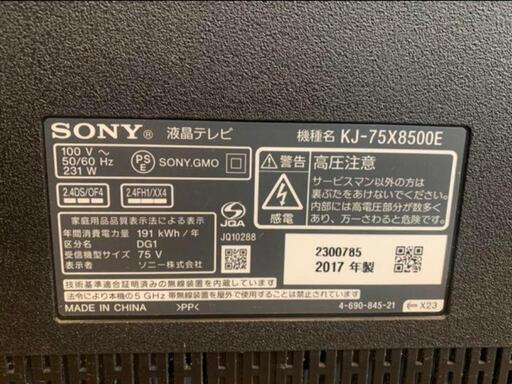 SONY® 液晶テレビ
機種名 KJ-75X8500E
100 V～
50/60 Hz
231 W
PSE
SONY.GMO
2.4DS/OF4
2.4FH1/XX4
家庭用品品質表示法による表示
年間消費電力量 191 kWh／年
区分名 DG1
受信機型サイズ 75 V
ソニー株式会社
JQA
JQ10288
警告 高圧注意
感電
サービスマン以外の方は
裏ぶたをあけないでください。
内部には高電圧部分が数多く
あり、万一さわると危険です。
2300785
2017 年製
技術基準適合証明済みの無線装置を内蔵しています
法令により本機の5 GHz 帯無線装置を屋外で使用することは禁止されています
MADE IN CHINA
>PP<
4-690-845-21
X23